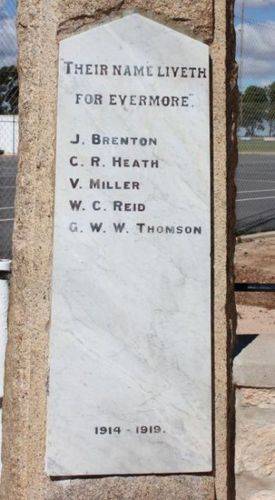 "Their Name Liveth
for Evermore".
J. Brenton
C. R. Heath
V. Miller
W. C. Reid
G. W. W. Thomson
1914 - 1919.